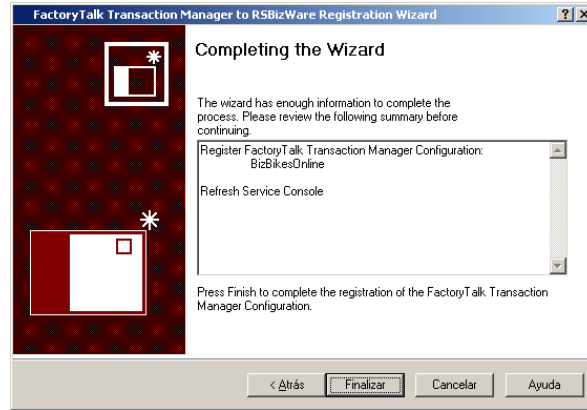 FactoryTalk Transaction Manager to RSBizWare Registration Wizard
Completing the Wizard
The wizard has enough information to complete the
process. Please review the following summary before
continuing.
Register FactoryTalk Transaction Manager Configuration:
BizBikesOnline
Refresh Service Console
Press Finish to complete the registration of the FactoryTalk Transaction
Manager Configuration.
< Atrás
Finalizar
Cancelar
Ayuda